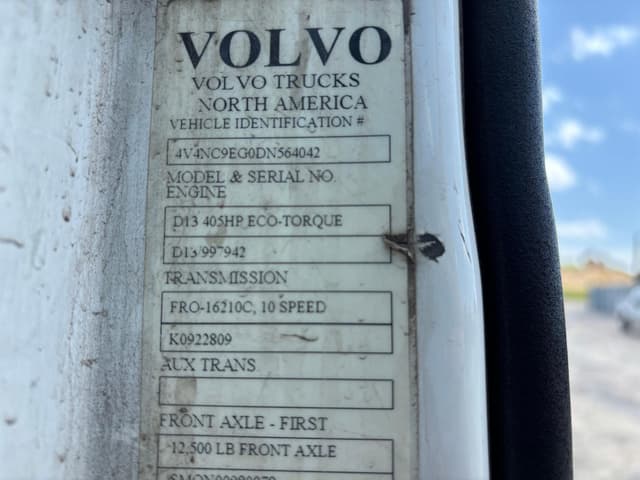 VOLVO
VOLVO TRUCKS
NORTH AMERICA
VEHICLE IDENTIFICATION #
4V4NC9EG0DN564042
MODEL & SERIAL NO.
ENGINE
D13 405HP ECO-TORQUE
D13/997942
TRANSMISSION
FRO-16210C, 10 SPEED
K0922809
AUX TRANS
FRONT AXLE - FIRST
12,500 LB FRONT AXLE